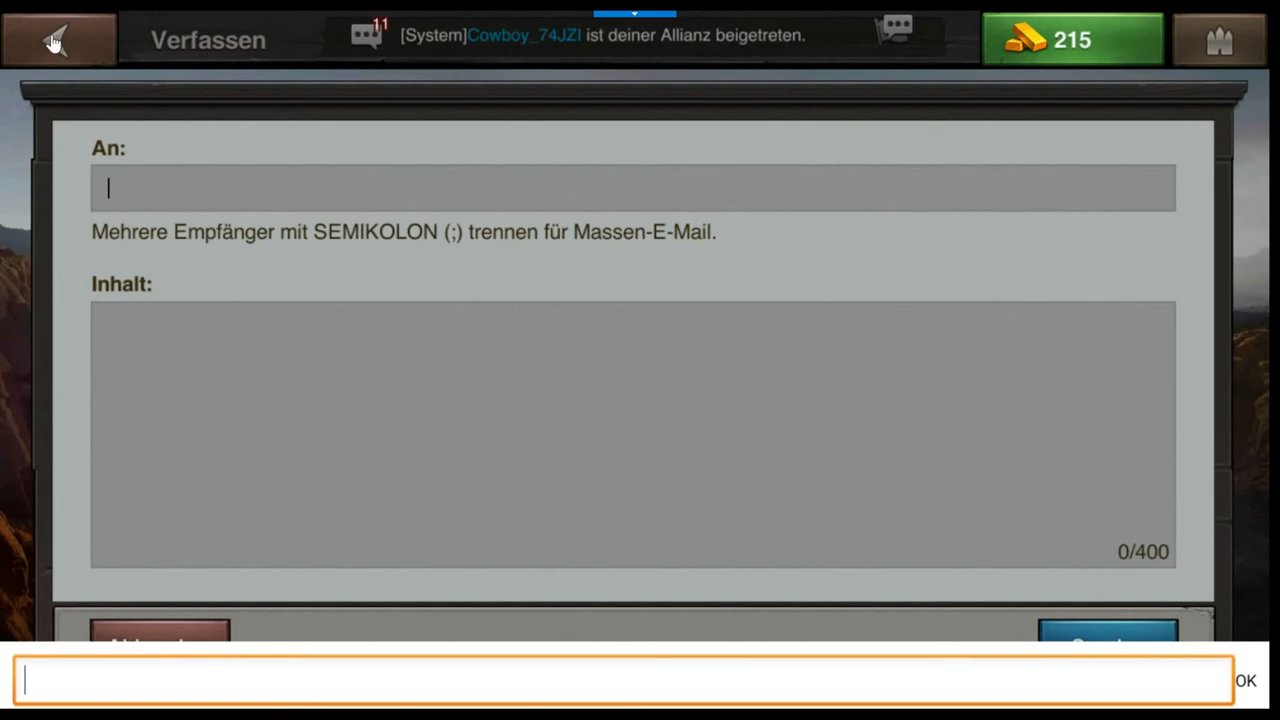 Verfassen
11
[System]Cowboy_74JZI ist deiner Allianz beigetreten.
215
An:
Mehrere Empfänger mit SEMIKOLON (;) trennen für Massen-E-Mail.
Inhalt:
0/400
OK